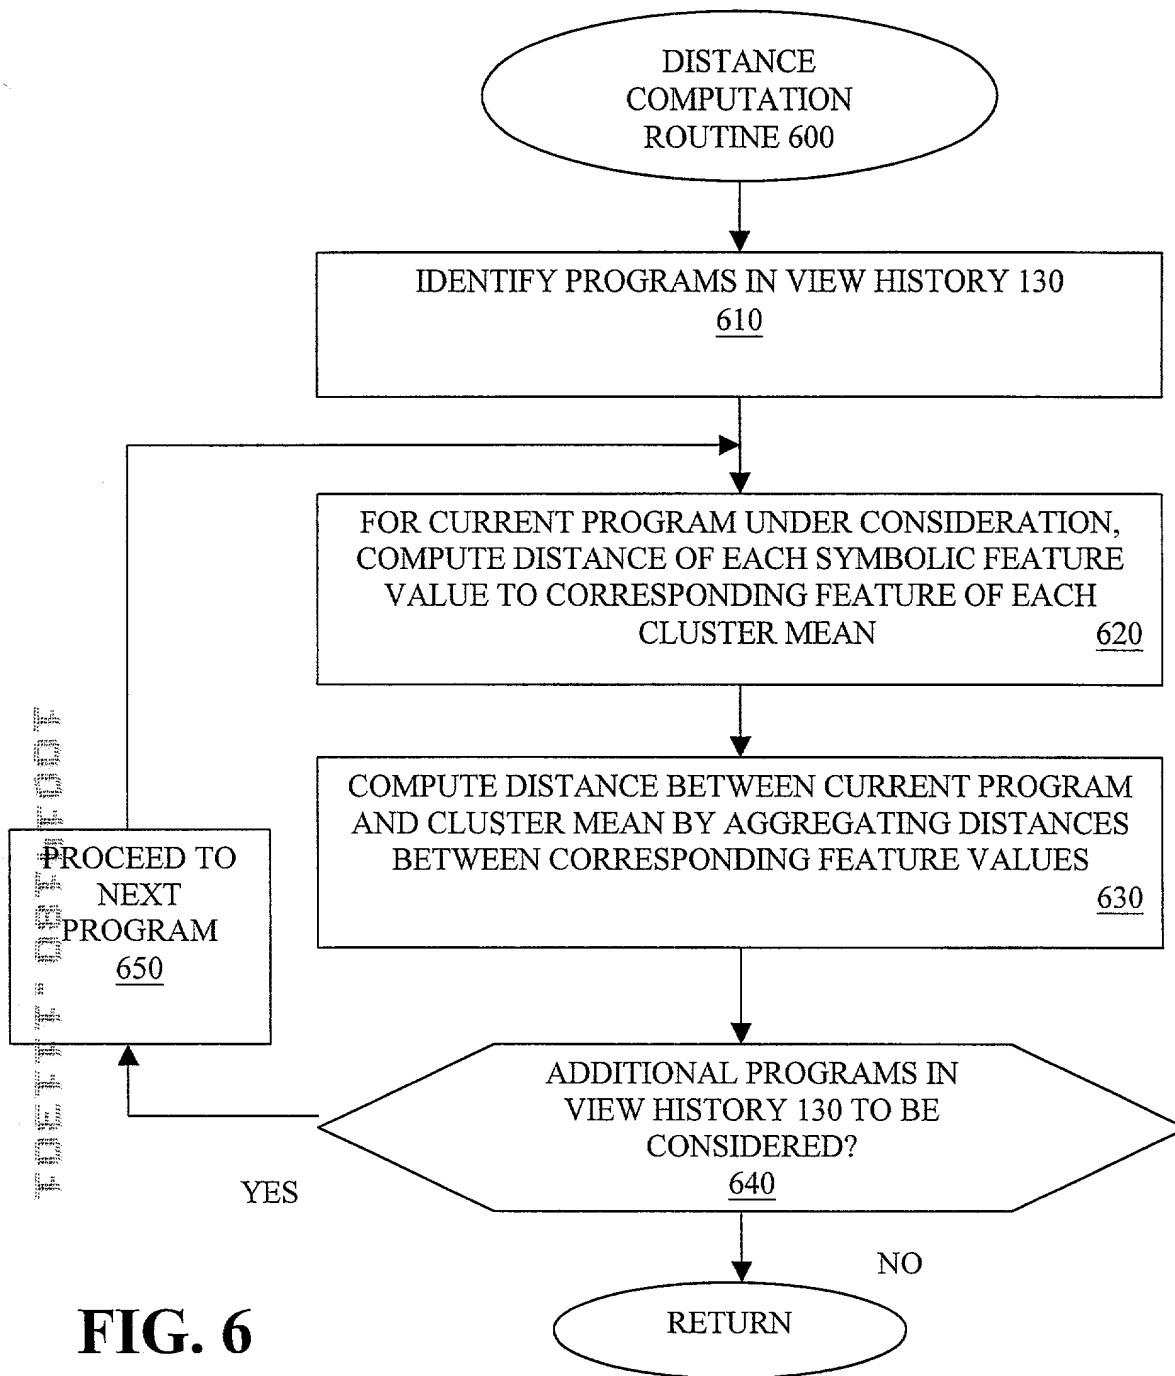 DISTANCE
COMPUTATION
ROUTINE 600
IDENTIFY PROGRAMS IN VIEW HISTORY 130
610
FOR CURRENT PROGRAM UNDER CONSIDERATION,
COMPUTE DISTANCE OF EACH SYMBOLIC FEATURE
VALUE TO CORRESPONDING FEATURE OF EACH
CLUSTER MEAN 620
COMPUTE DISTANCE BETWEEN CURRENT PROGRAM
AND CLUSTER MEAN BY AGGREGATING DISTANCES
BETWEEN CORRESPONDING FEATURE VALUES
630
PROCEED TO
NEXT
PROGRAM
650
ADDITIONAL PROGRAMS IN
VIEW HISTORY 130 TO BE
CONSIDERED?
640
YES
NO
RETURN
FIG. 6